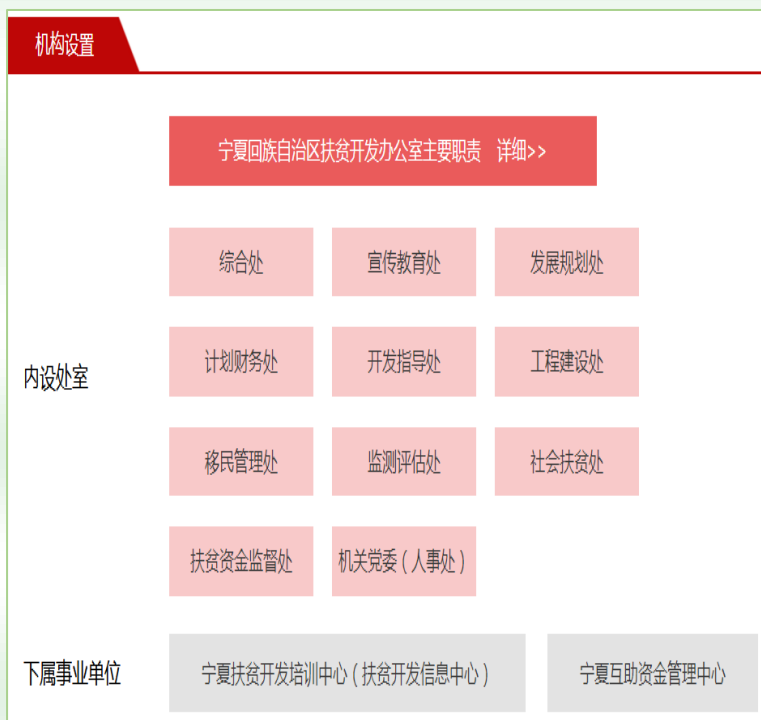 机构设置
宁夏回族自治区扶贫开发办公室主要职责 详细>>
综合处 宣传教育处 发展规划处
内设处室
计划财务处 开发指导处 工程建设处
移民管理处 监测评估处 社会扶贫处
扶贫资金监督处 机关党委（人事处）
下属事业单位 宁夏扶贫开发培训中心（扶贫开发信息中心） 宁夏互助资金管理中心